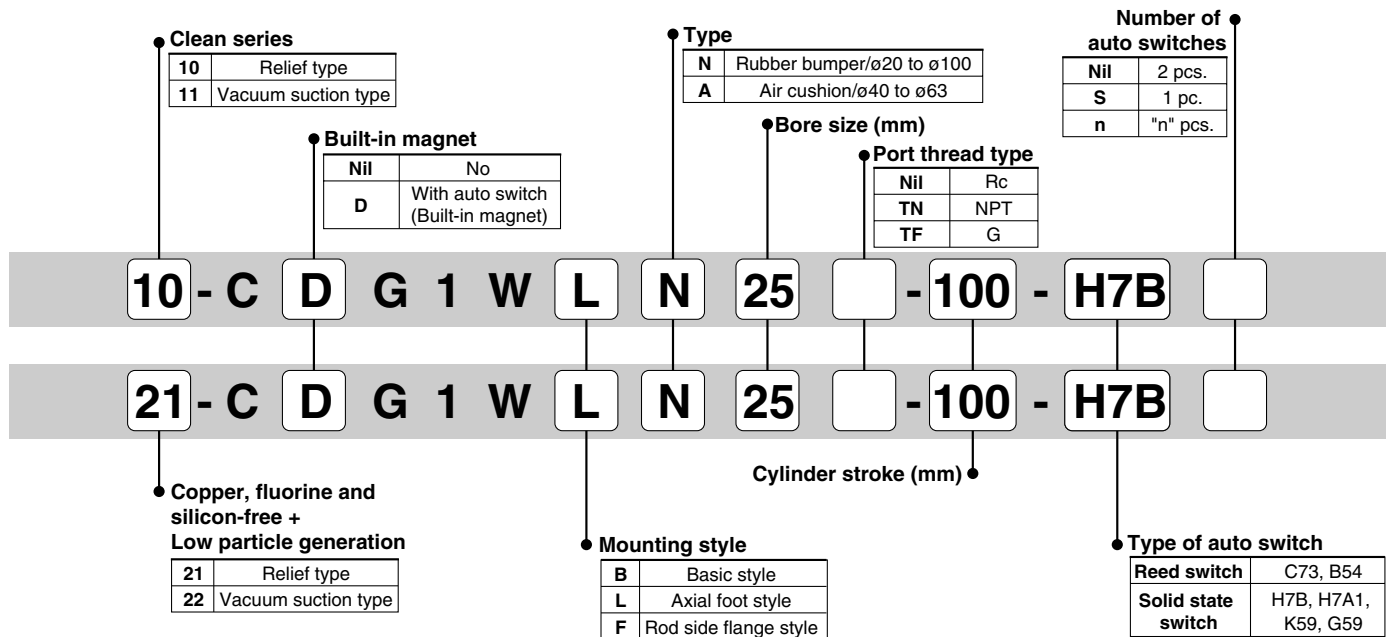 Clean series
10 Relief type
11 Vacuum suction type
Built-in magnet
Nil No
D With auto switch
(Built-in magnet)
Type
N Rubber bumper/ø20 to ø100
A Air cushion/ø40 to ø63
Bore size (mm)
Port thread type
Nil Rc
TN NPT
TF G
Number of
auto switches
Nil 2 pcs.
S 1 pc.
n "n" pcs.
10 - C D G 1 W L N 25 - 100 - H7B
21 - C D G 1 W L N 25 - 100 - H7B
Copper, fluorine and
silicon-free +
Low particle generation
21 Relief type
22 Vacuum suction type
Mounting style
B Basic style
L Axial foot style
F Rod side flange style
Cylinder stroke (mm)
Type of auto switch
Reed switch C73, B54
Solid state
switch
H7B, H7A1,
K59, G59